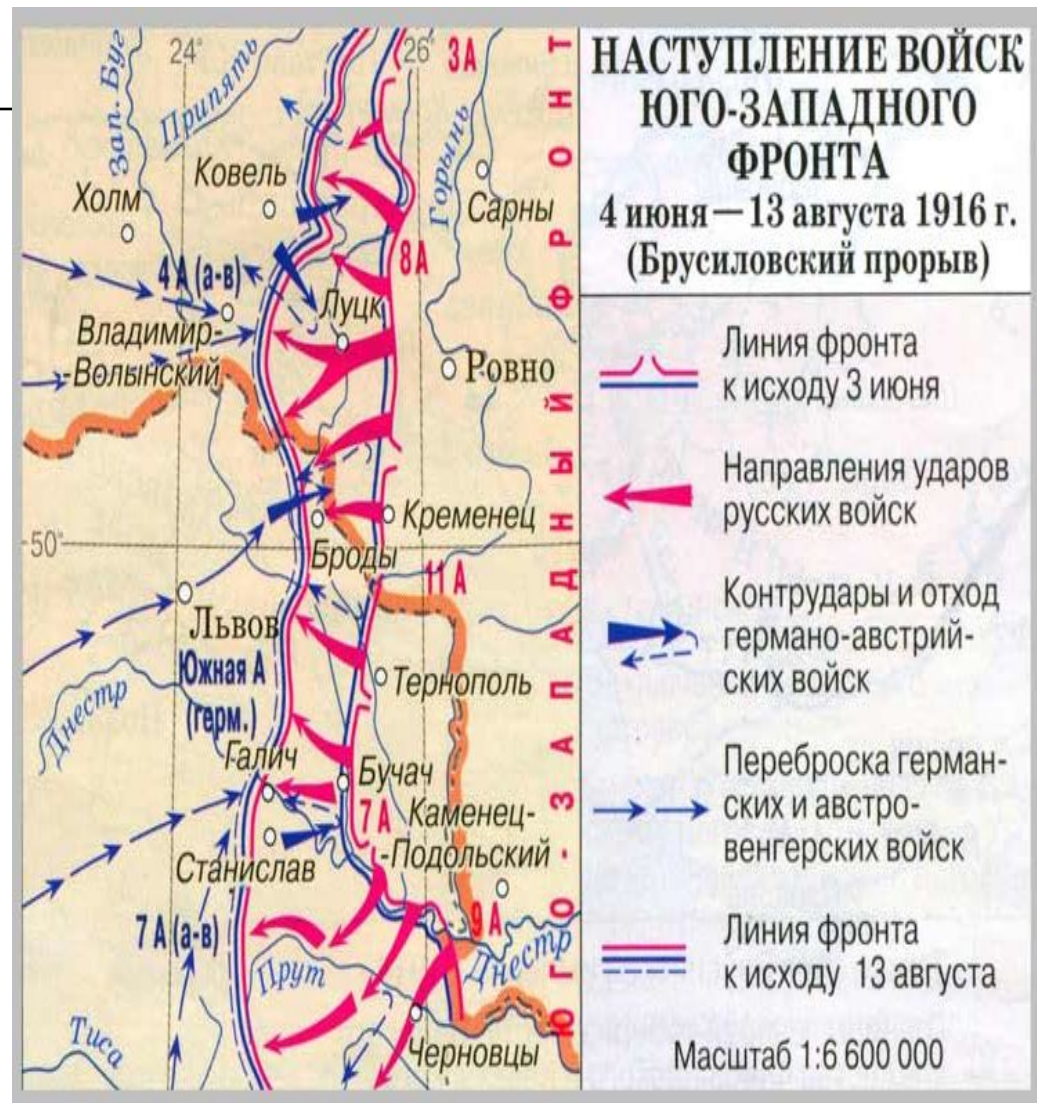 24°
26°
3А
Зап. Буг
Припять
Горынь
Ковель
Холм
Сарны
8А
4 А (а-в)
Луцк
Владимир-
-Волынский
Ровно
Кременец
50°
Броды
11 А
Львов
Южная А
(герм.)
Тернополь
Днестр
Галич
Бучач
7А
Каменец-
-Подольский
Станислав
9А
7 А (а-в)
Днестр
Прут
Тиса
Черновцы
ЮГО-ЗАПАДНЫЙ ФРОНТ
НАСТУПЛЕНИЕ ВОЙСК
ЮГО-ЗАПАДНОГО
ФРОНТА
4 июня — 13 августа 1916 г.
(Брусиловский прорыв)
Линия фронта
к исходу 3 июня
Направления ударов
русских войск
Контрудары и отход
германо-австрий-
ских войск
Переброска герман-
ских и австро-
венгерских войск
Линия фронта
к исходу 13 августа
Масштаб 1:6 600 000